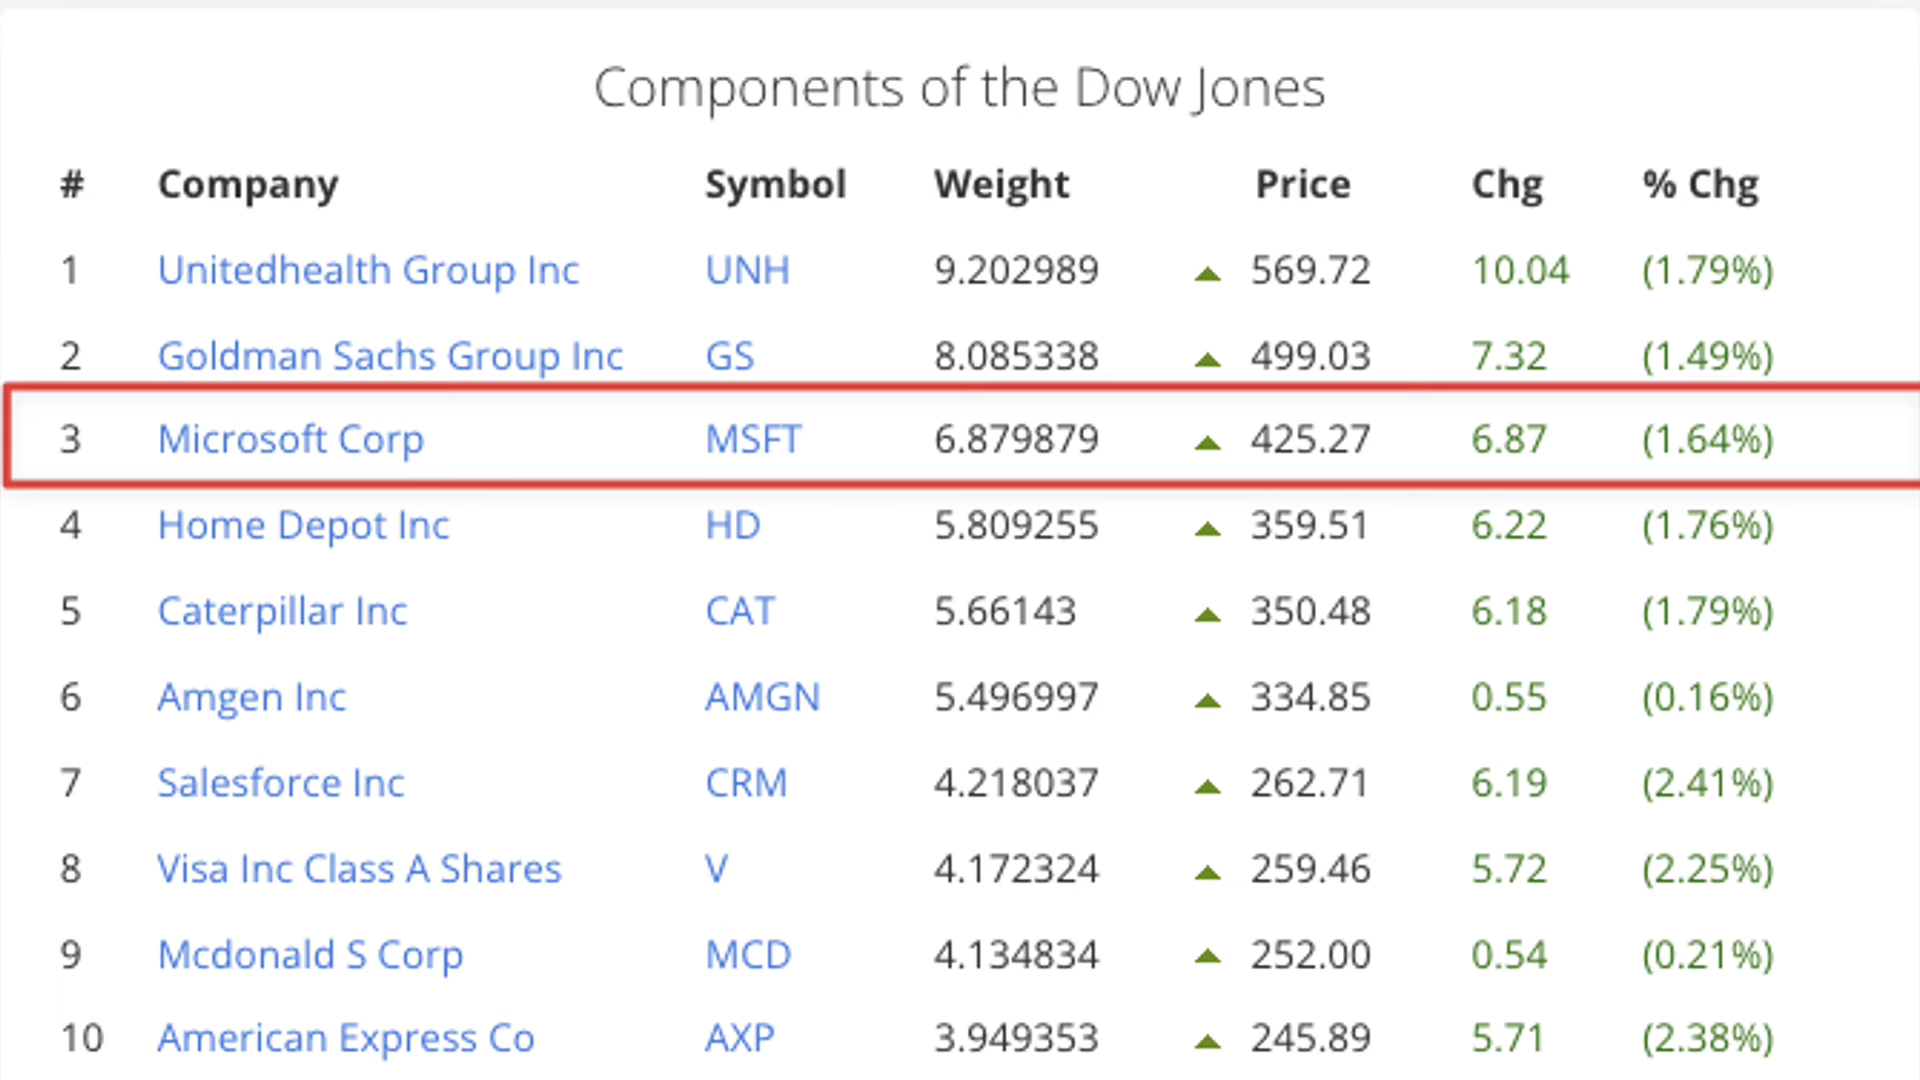 Components of the Dow Jones
# Company Symbol Weight Price Chg % Chg
1 Unitedhealth Group Inc UNH 9.202989 569.72 10.04 (1.79%)
2 Goldman Sachs Group Inc GS 8.085338 499.03 7.32 (1.49%)
3 Microsoft Corp MSFT 6.879879 425.27 6.87 (1.64%)
4 Home Depot Inc HD 5.809255 359.51 6.22 (1.76%)
5 Caterpillar Inc CAT 5.66143 350.48 6.18 (1.79%)
6 Amgen Inc AMGN 5.496997 334.85 0.55 (0.16%)
7 Salesforce Inc CRM 4.218037 262.71 6.19 (2.41%)
8 Visa Inc Class A Shares V 4.172324 259.46 5.72 (2.25%)
9 Mcdonald S Corp MCD 4.134834 252.00 0.54 (0.21%)
10 American Express Co AXP 3.949353 245.89 5.71 (2.38%)